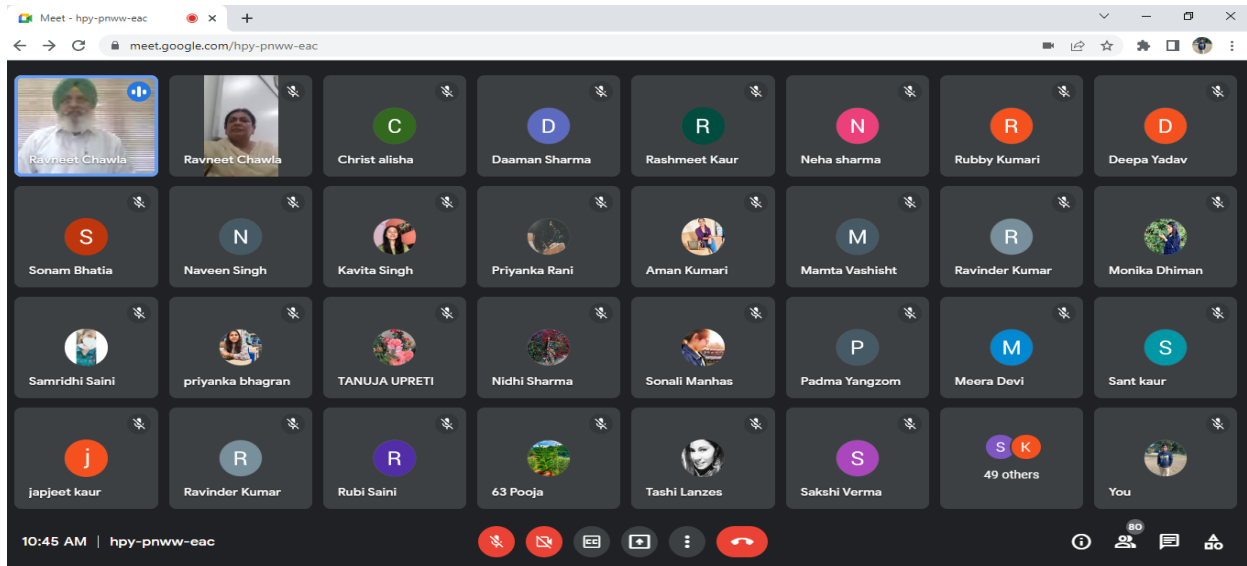 Meet - hpy-pnww-eac
meet.google.com/hpy-pnww-eac
Ravneet Chawla
Ravneet Chawla
C
Christ alisha
D
Daaman Sharma
R
Rashmeet Kaur
N
Neha sharma
R
Rubby Kumari
D
Deepa Yadav
S
Sonam Bhatia
N
Naveen Singh
Kavita Singh
Priyanka Rani
Aman Kumari
M
Mamta Vashisht
R
Ravinder Kumar
Monika Dhiman
Samridhi Saini
priyanka bhagran
TANUJA UPRETI
Nidhi Sharma
Sonali Manhas
P
Padma Yangzom
M
Meera Devi
S
Sant kaur
j
japjeet kaur
R
Ravinder Kumar
R
Rubi Saini
63 Pooja
Tashi Lanzes
S
Sakshi Verma
S K
49 others
You
10:45 AM | hpy-pnww-eac
CC
80